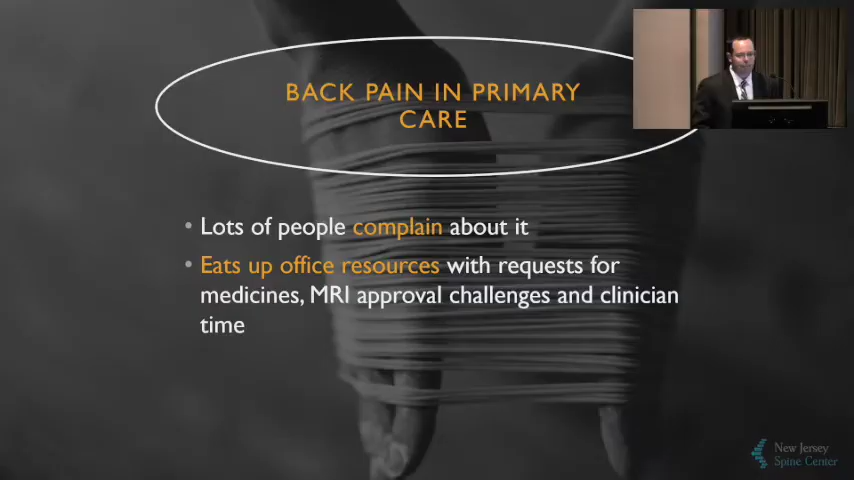 BACK PAIN IN PRIMARY
CARE
• Lots of people complain about it
• Eats up office resources with requests for
medicines, MRI approval challenges and clinician
time
New Jersey
Spine Center